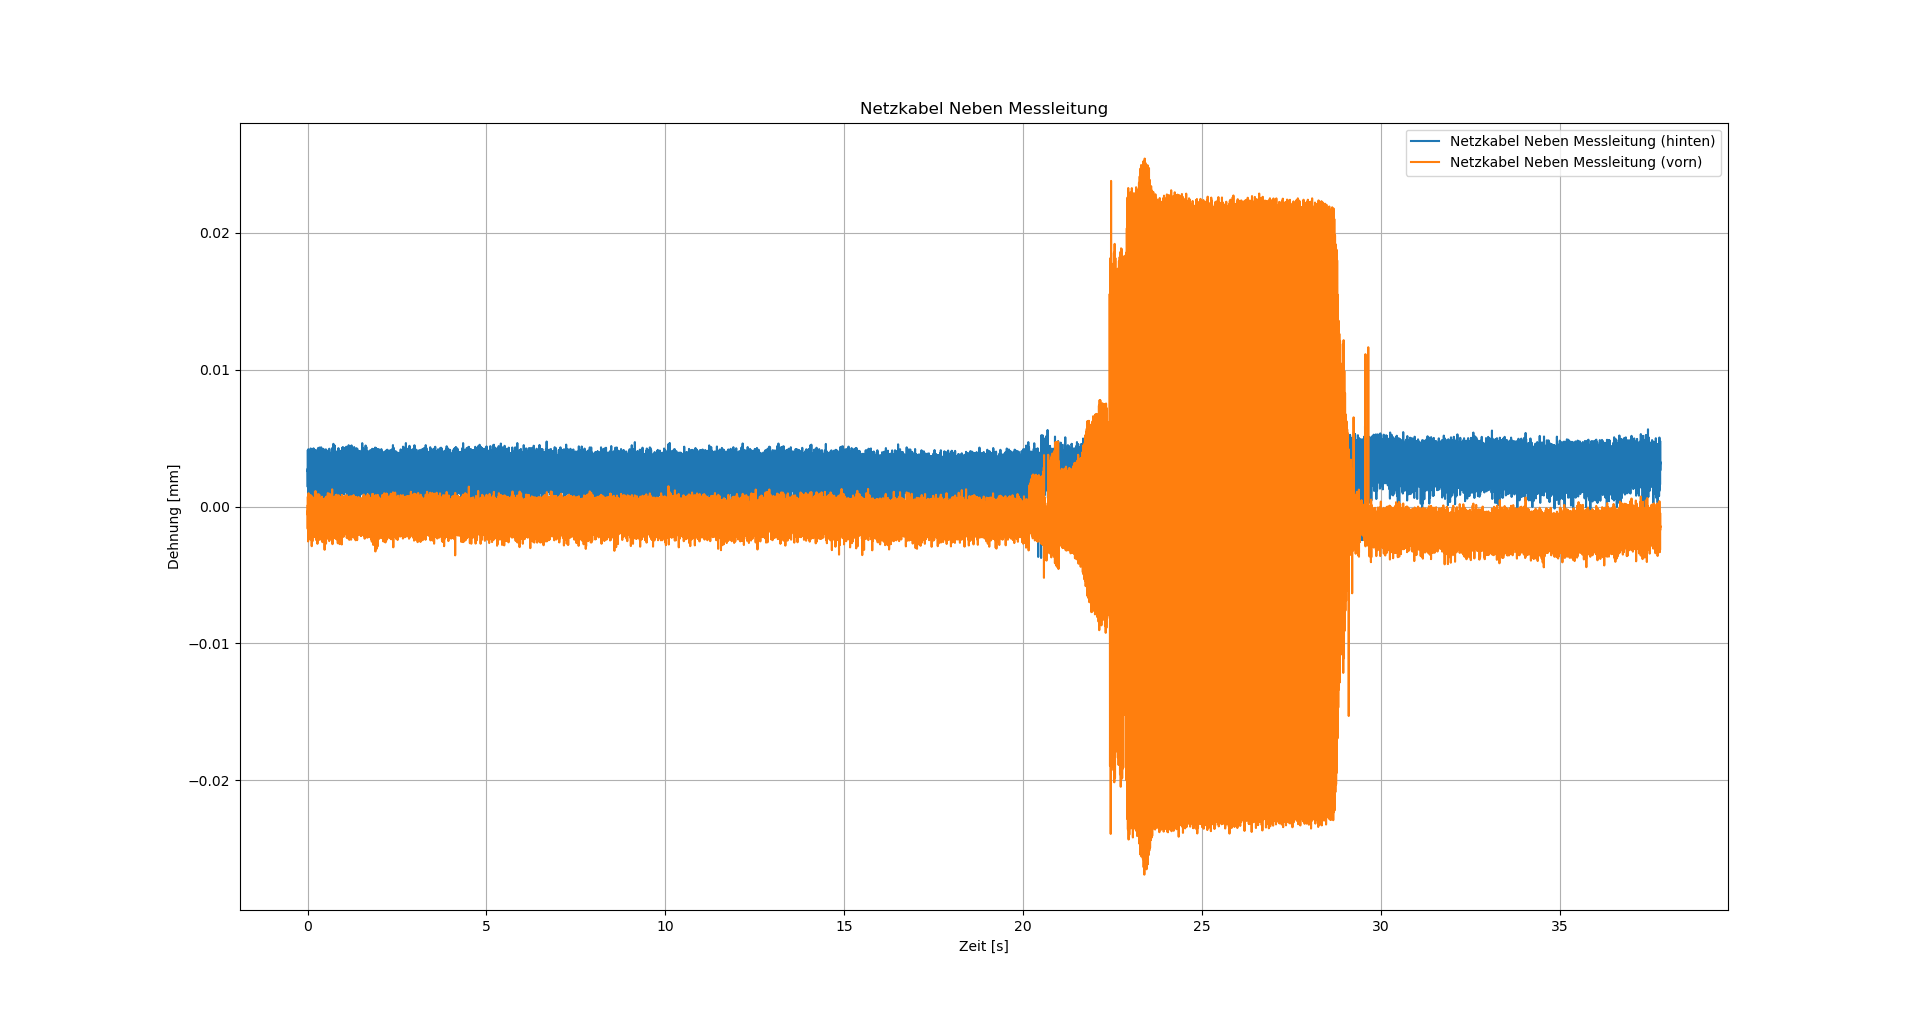 Netzkabel Neben Messleitung
Netzkabel Neben Messleitung (hinten)
Netzkabel Neben Messleitung (vorn)
Dehnung [mm]
0.02
0.01
0.00
−0.01
−0.02
0
5
10
15
20
25
30
35
Zeit [s]